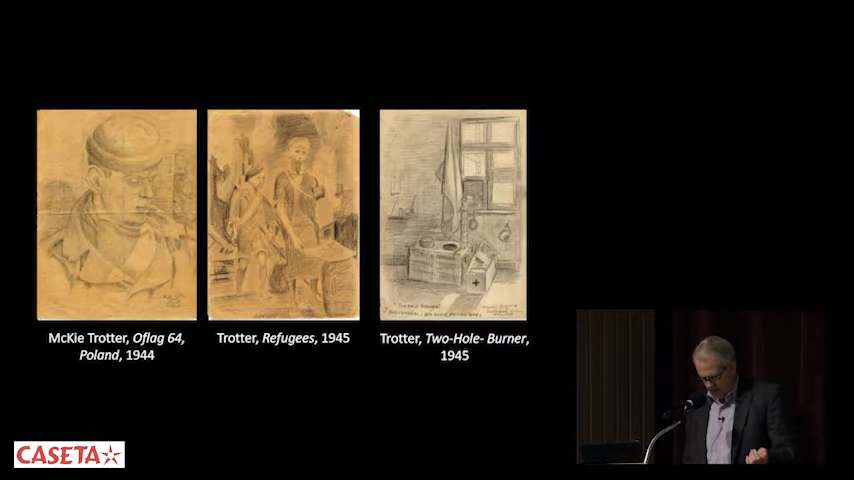 McKie Trotter, Oflag 64,
Poland, 1944
Trotter, Refugees, 1945
Trotter, Two-Hole- Burner,
1945
CASETA